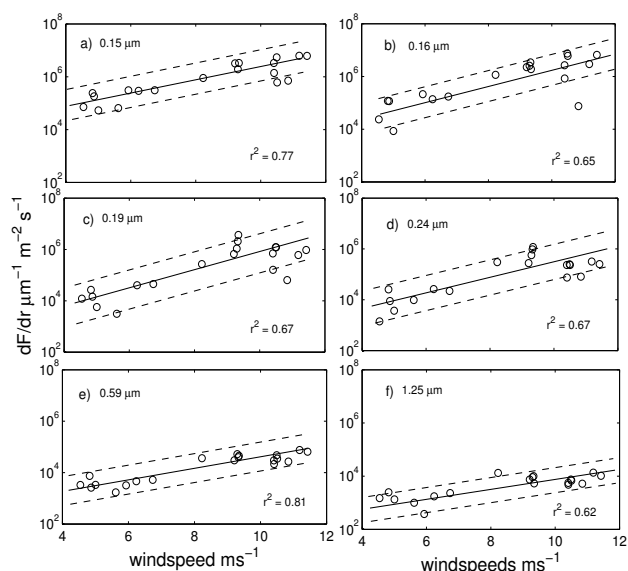 a) 0.15 μm
b) 0.16 μm
10^8
10^6
10^4
10^2
r^2 = 0.77
10^8
10^6
10^4
10^2
r^2 = 0.65
c) 0.19 μm
d) 0.24 μm
10^8
10^6
10^4
10^2
r^2 = 0.67
10^8
10^6
10^4
10^2
r^2 = 0.67
dF/dr μm^−1 m^−2 s^−1
e) 0.59 μm
f) 1.25 μm
10^8
10^6
10^4
10^2
r^2 = 0.81
10^8
10^6
10^4
10^2
r^2 = 0.62
4 6 8 10 12
4 6 8 10 12
windspeed ms^−1
windspeeds ms^−1